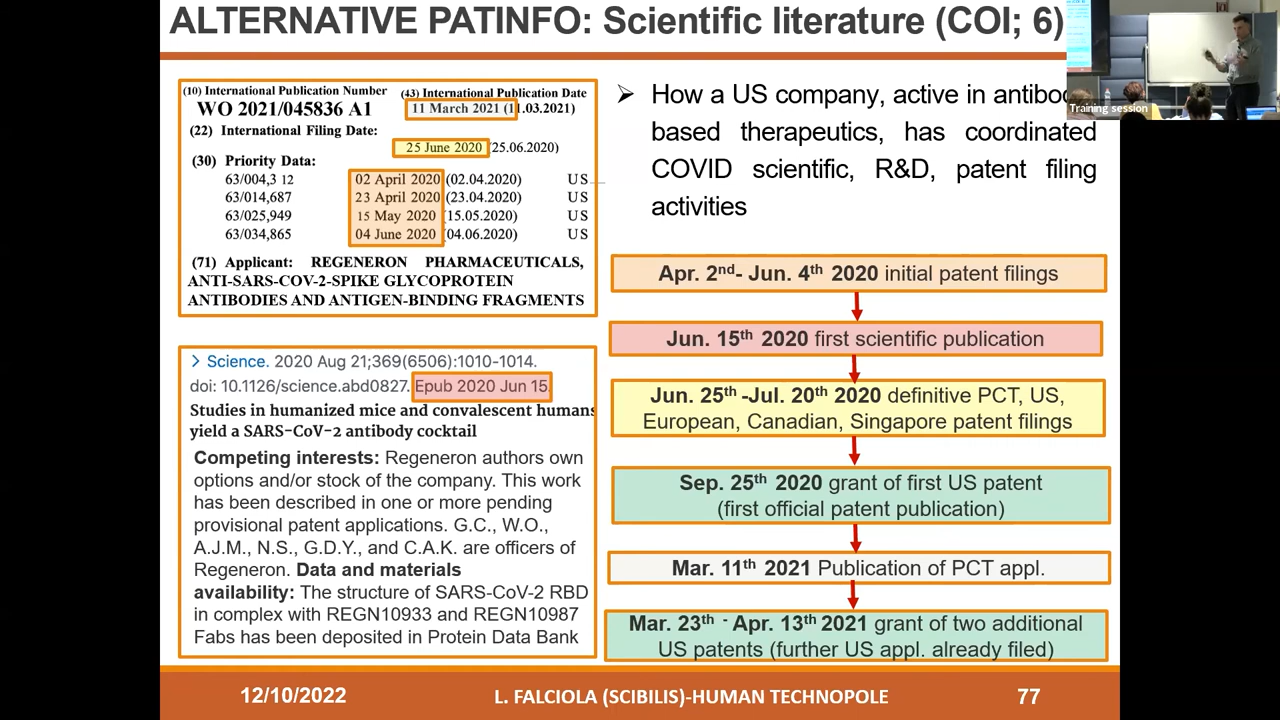 ALTERNATIVE PATINFO: Scientific literature (COI; 6)
Training session
(10) International Publication Number
WO 2021/045836 A1
(43) International Publication Date
11 March 2021 (11.03.2021)
(22) International Filing Date:
25 June 2020 (25.06.2020)
(30) Priority Data:
63/004,3 12 02 April 2020 (02.04.2020) US
63/014,687 23 April 2020 (23.04.2020) US
63/025,949 15 May 2020 (15.05.2020) US
63/034,865 04 June 2020 (04.06.2020) US
(71) Applicant: REGENERON PHARMACEUTICALS,
ANTI-SARS-COV-2-SPIKE GLYCOPROTEIN
ANTIBODIES AND ANTIGEN-BINDING FRAGMENTS
> Science. 2020 Aug 21;369(6506):1010-1014.
doi: 10.1126/science.abd0827. Epub 2020 Jun 15.
Studies in humanized mice and convalescent humans
yield a SARS-CoV-2 antibody cocktail
Competing interests: Regeneron authors own
options and/or stock of the company. This work
has been described in one or more pending
provisional patent applications. G.C., W.O.,
A.J.M., N.S., G.D.Y., and C.A.K. are officers of
Regeneron. Data and materials
availability: The structure of SARS-CoV-2 RBD
in complex with REGN10933 and REGN10987
Fabs has been deposited in Protein Data Bank
➢ How a US company, active in
based therapeutics, has coordinated
COVID scientific, R&D, patent filing
activities
Apr. 2nd- Jun. 4th 2020 initial patent filings
Jun. 15th 2020 first scientific publication
Jun. 25th -Jul. 20th 2020 definitive PCT, US,
European, Canadian, Singapore patent filings
Sep. 25th 2020 grant of first US patent
(first official patent publication)
Mar. 11th 2021 Publication of PCT appl.
Mar. 23th - Apr. 13th 2021 grant of two additional
US patents (further US appl. already filed)
12/10/2022
L. FALCIOLA (SCIBILIS)-HUMAN TECHNOPOLE
77